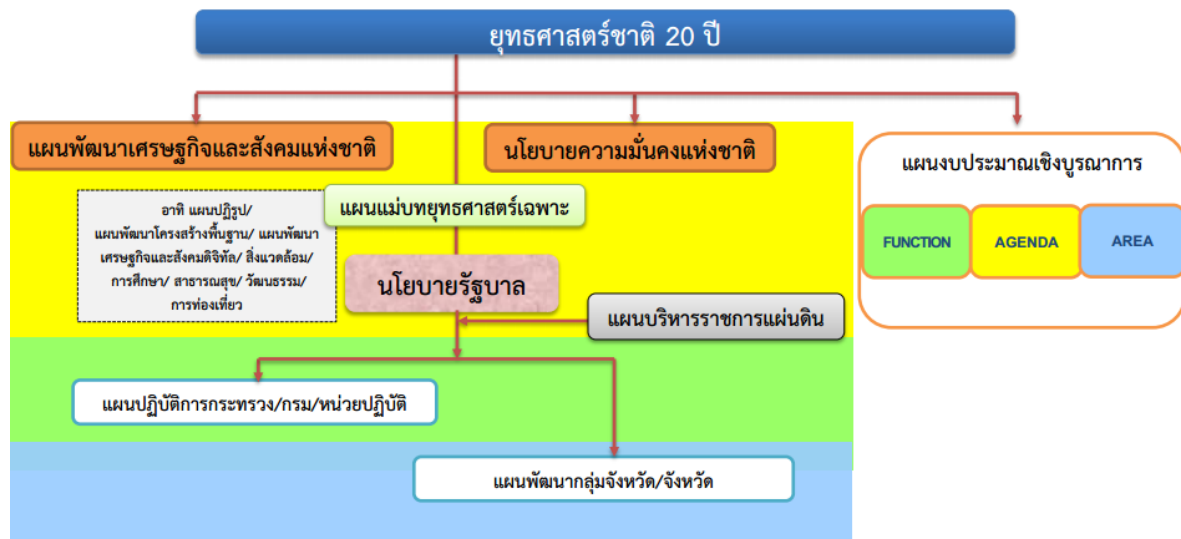 ยุทธศาสตร์ชาติ 20 ปี
แผนพัฒนาเศรษฐกิจและสังคมแห่งชาติ
นโยบายความมั่นคงแห่งชาติ
แผนงบประมาณเชิงบูรณาการ
FUNCTION
AGENDA
AREA
แผนแม่บทยุทธศาสตร์เฉพาะ
อาทิ แผนปฏิรูป/
แผนพัฒนาโครงสร้างพื้นฐาน/ แผนพัฒนา
เศรษฐกิจและสังคมดิจิทัล/ สิ่งแวดล้อม/
การศึกษา/ สาธารณสุข/ วัฒนธรรม/
การท่องเที่ยว
นโยบายรัฐบาล
แผนบริหารราชการแผ่นดิน
แผนปฏิบัติการกระทรวง/กรม/หน่วยปฏิบัติ
แผนพัฒนากลุ่มจังหวัด/จังหวัด